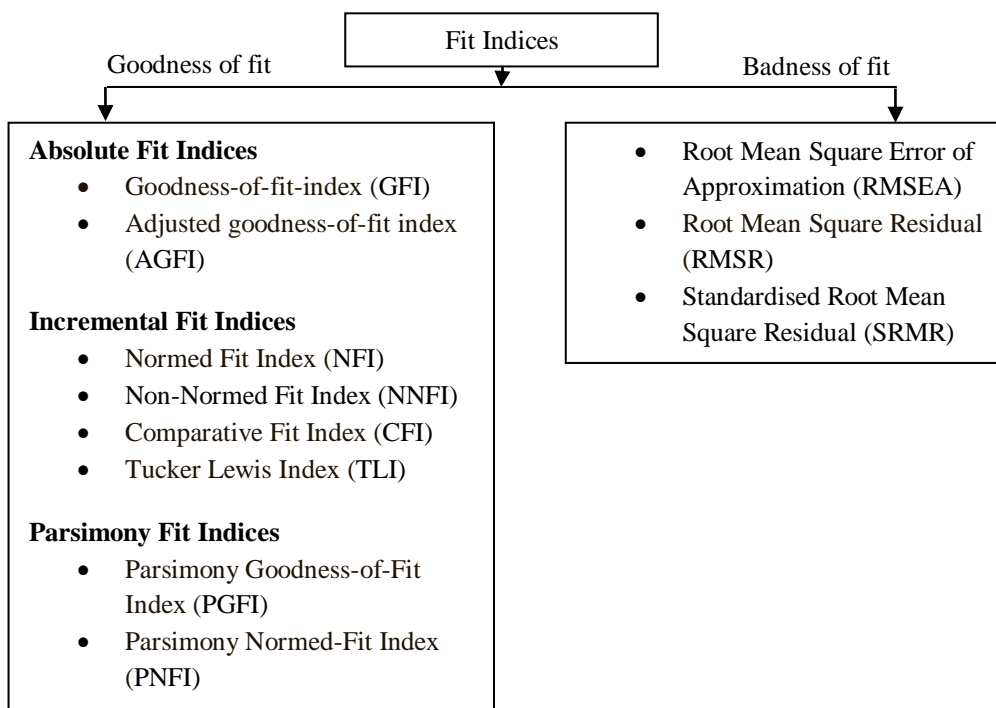 Fit Indices
Goodness of fit
Badness of fit
Absolute Fit Indices
• Goodness-of-fit-index (GFI)
• Adjusted goodness-of-fit index
(AGFI)
Incremental Fit Indices
• Normed Fit Index (NFI)
• Non-Normed Fit Index (NNFI)
• Comparative Fit Index (CFI)
• Tucker Lewis Index (TLI)
Parsimony Fit Indices
• Parsimony Goodness-of-Fit
Index (PGFI)
• Parsimony Normed-Fit Index
(PNFI)
• Root Mean Square Error of
Approximation (RMSEA)
• Root Mean Square Residual
(RMSR)
• Standardised Root Mean
Square Residual (SRMR)